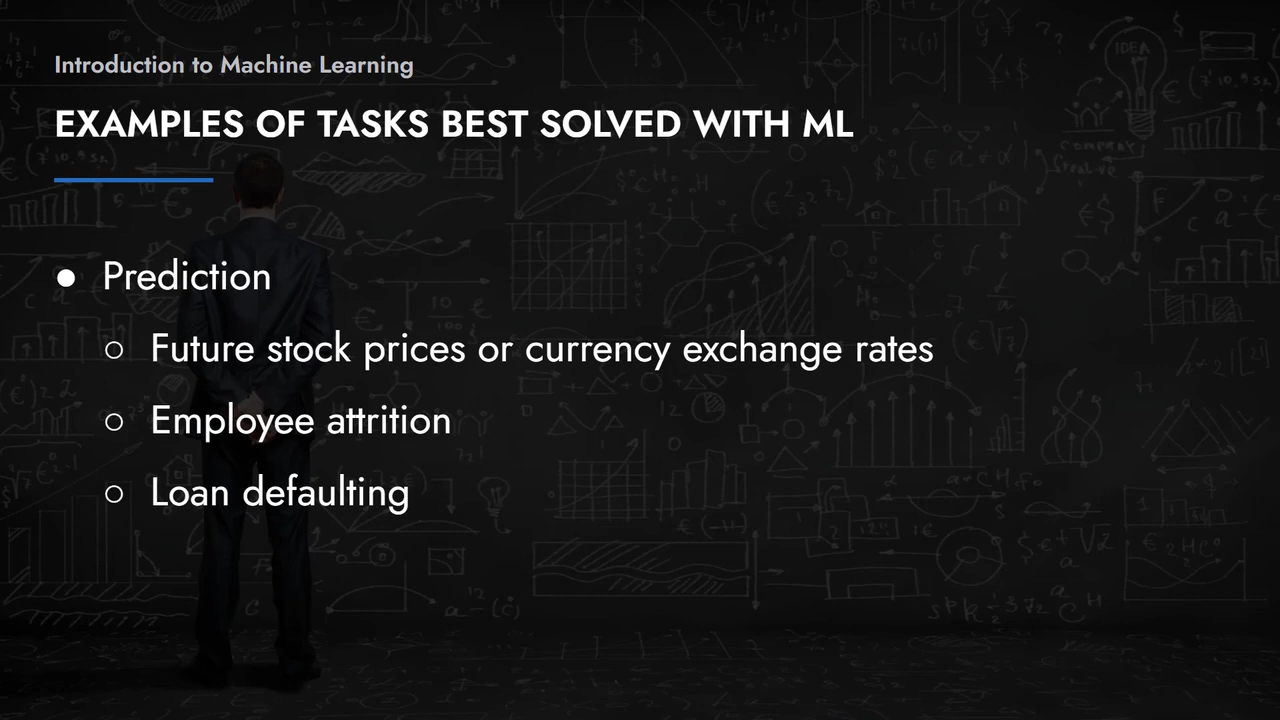 Introduction to Machine Learning
EXAMPLES OF TASKS BEST SOLVED WITH ML
IDEA
● Prediction
○ Future stock prices or currency exchange rates
○ Employee attrition
○ Loan defaulting